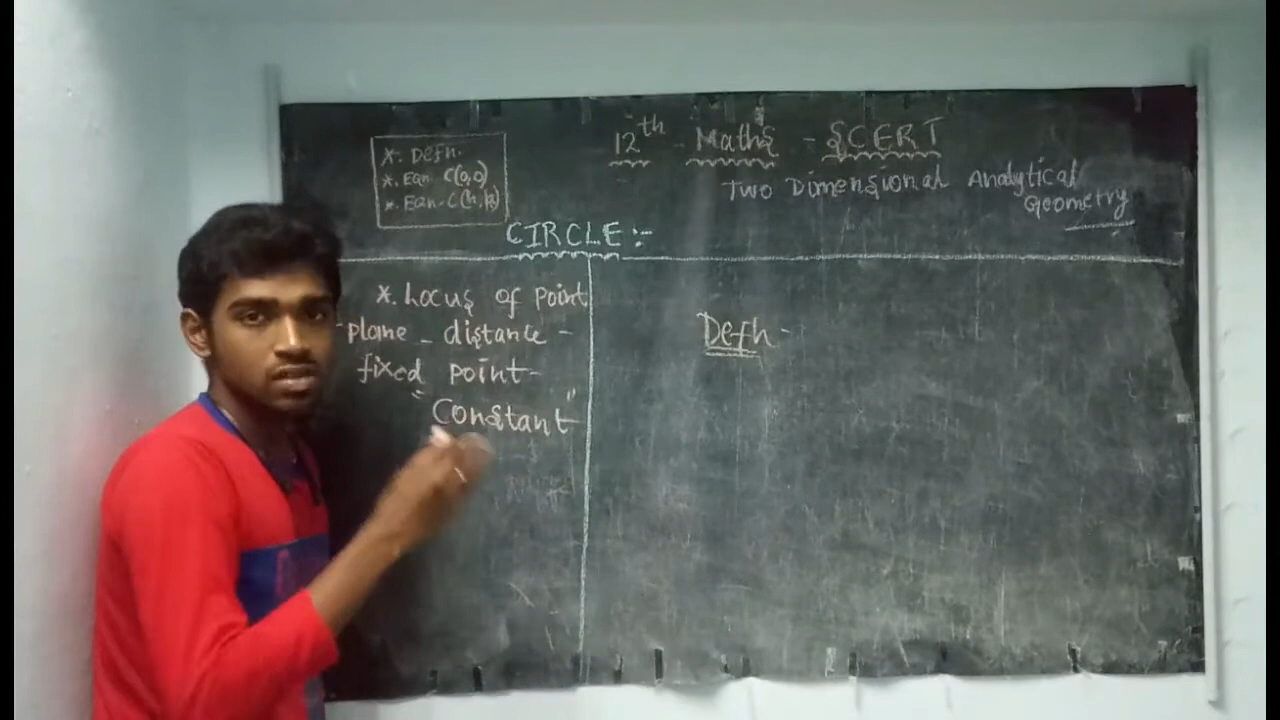 12th - Maths - SCERT
Two Dimensional Analytical
Geometry
*. Defn.
*. Eqn. C(0,0)
*. Eqn. C(h,k)
CIRCLE:-
*. Locus of point
-plane - distance -
fixed point-
"Constant"
Defn -